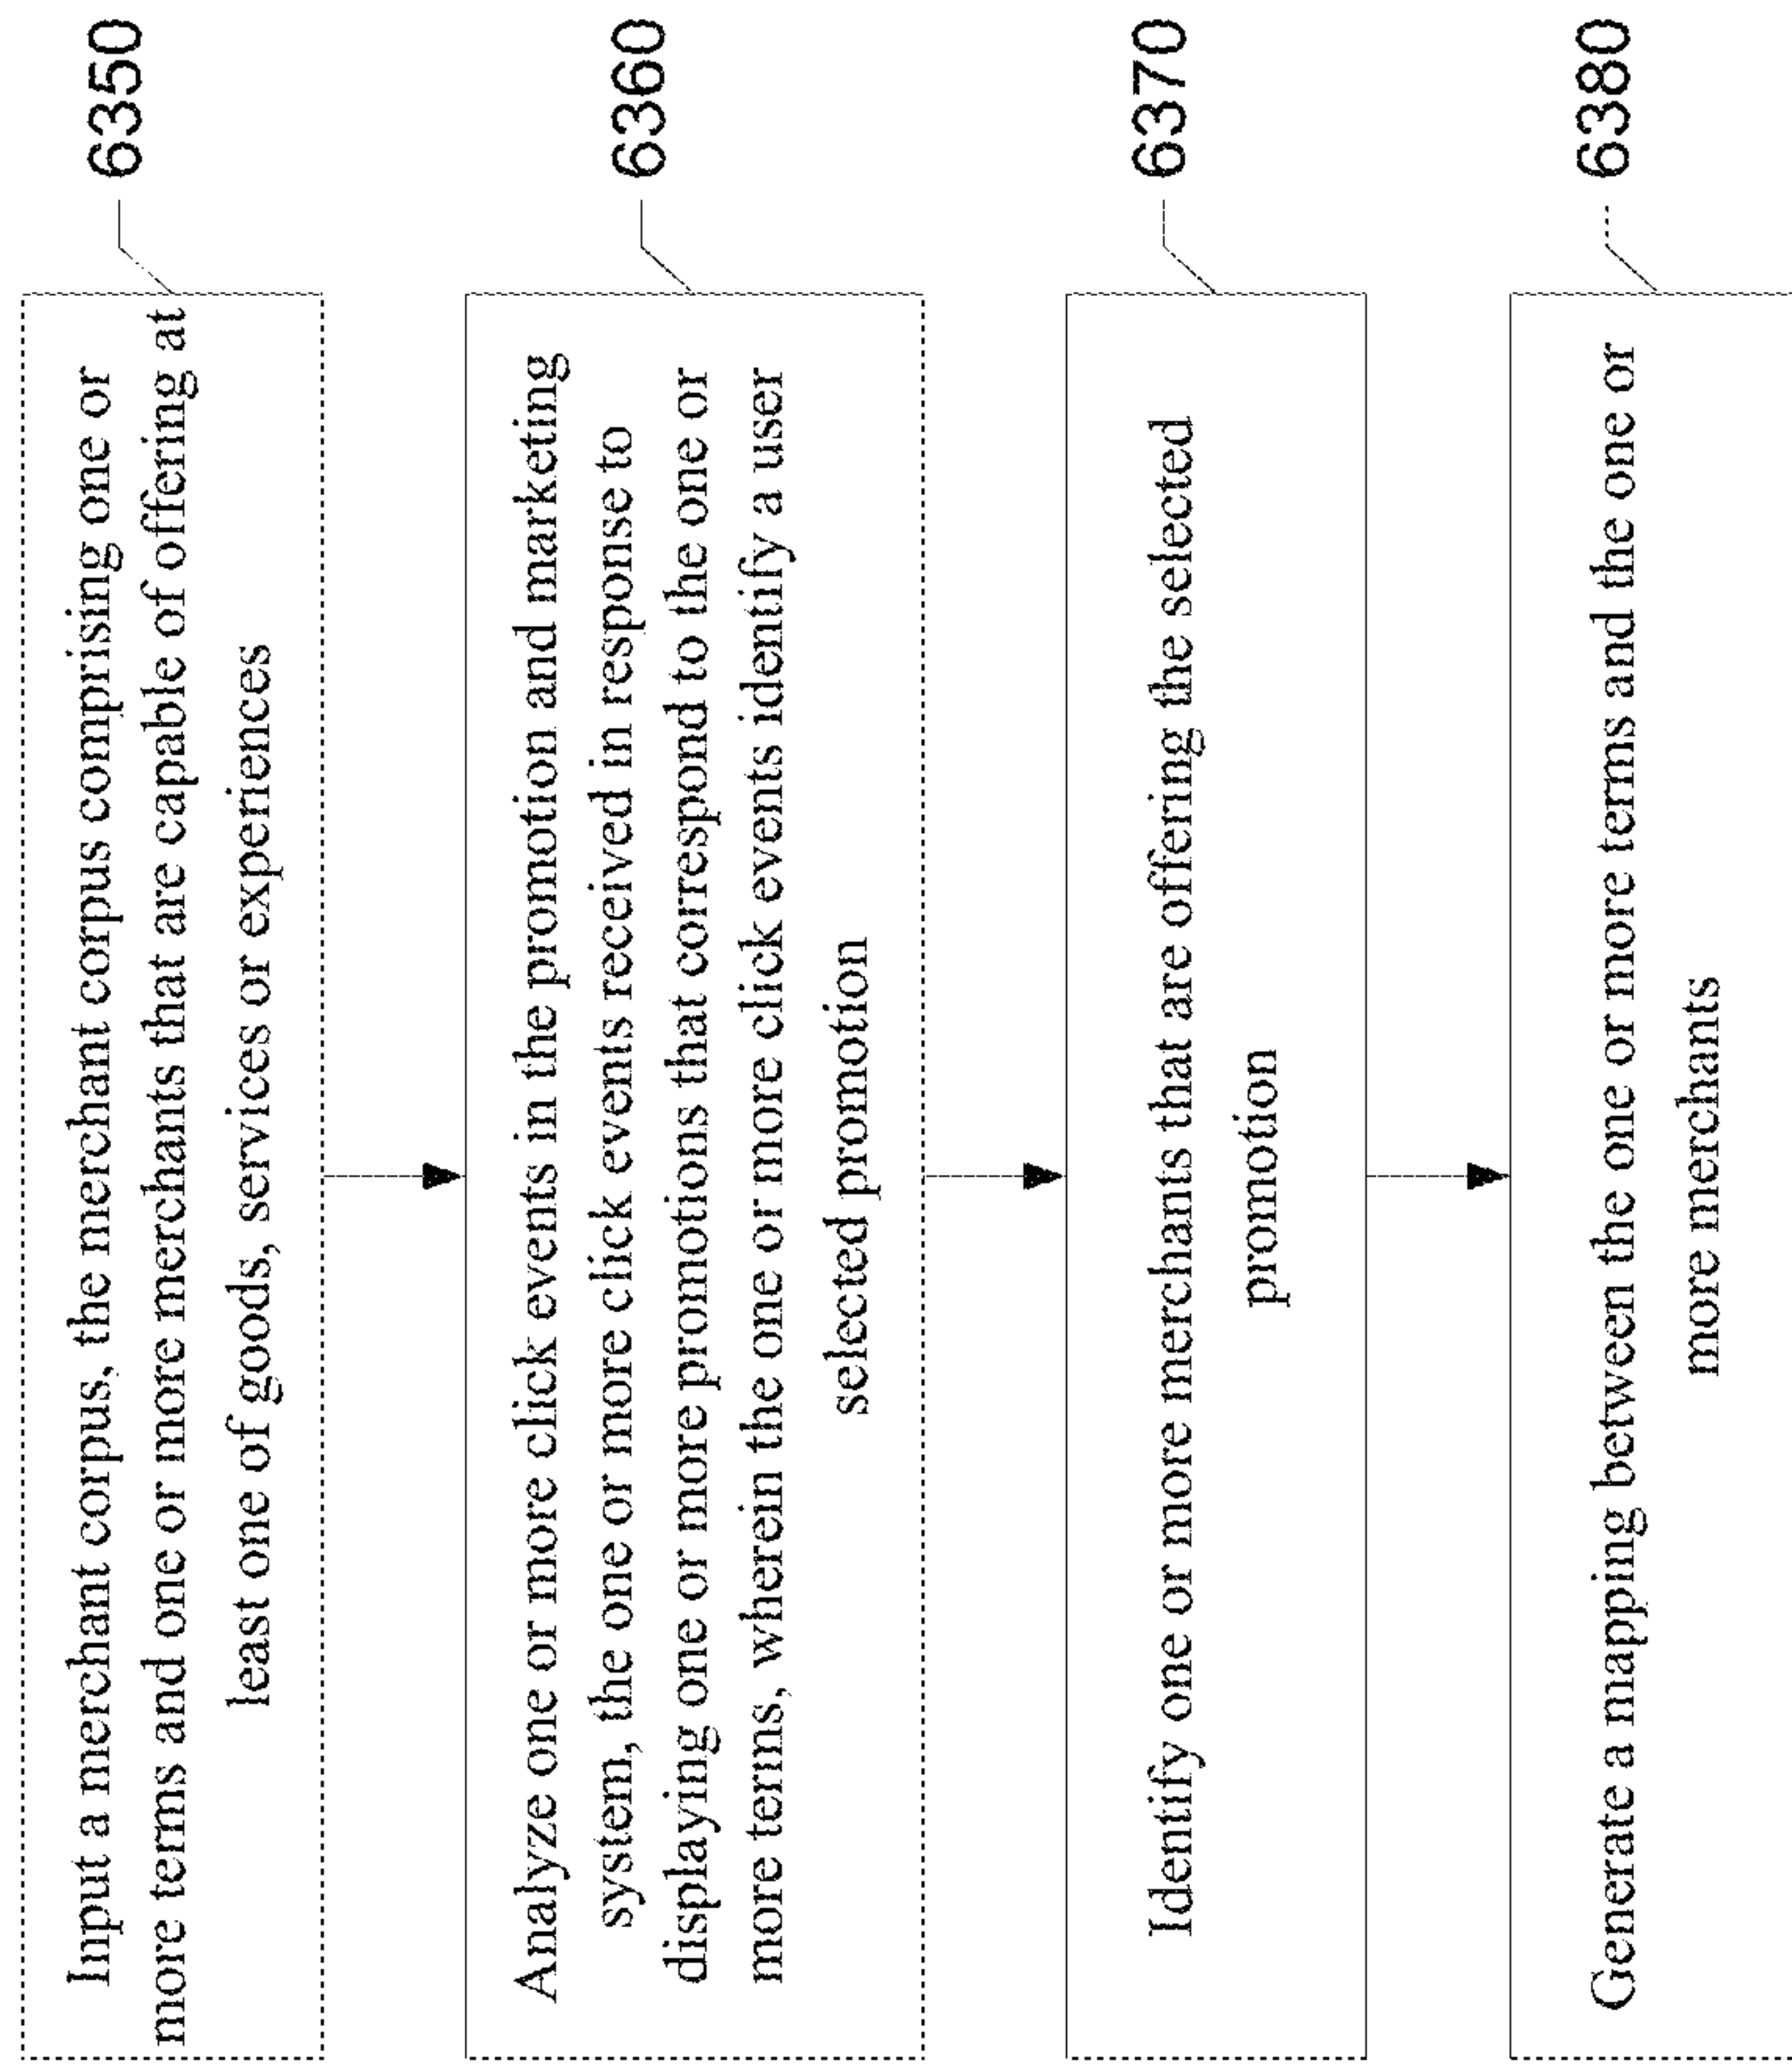 Input a merchant corpus, the merchant corpus comprising one or
more terms and one or more merchants that are capable of offering at
least one of goods, services or experiences
6350
Analyze one or more click events in the promotion and marketing
system, the one or more click events received in response to
displaying one or more promotions that correspond to the one or
more terms, wherein the one or more click events identify a user
selected promotion
6360
Identify one or more merchants that are offering the selected
promotion
6370
Generate a mapping between the one or more terms and the one or
more merchants
6380